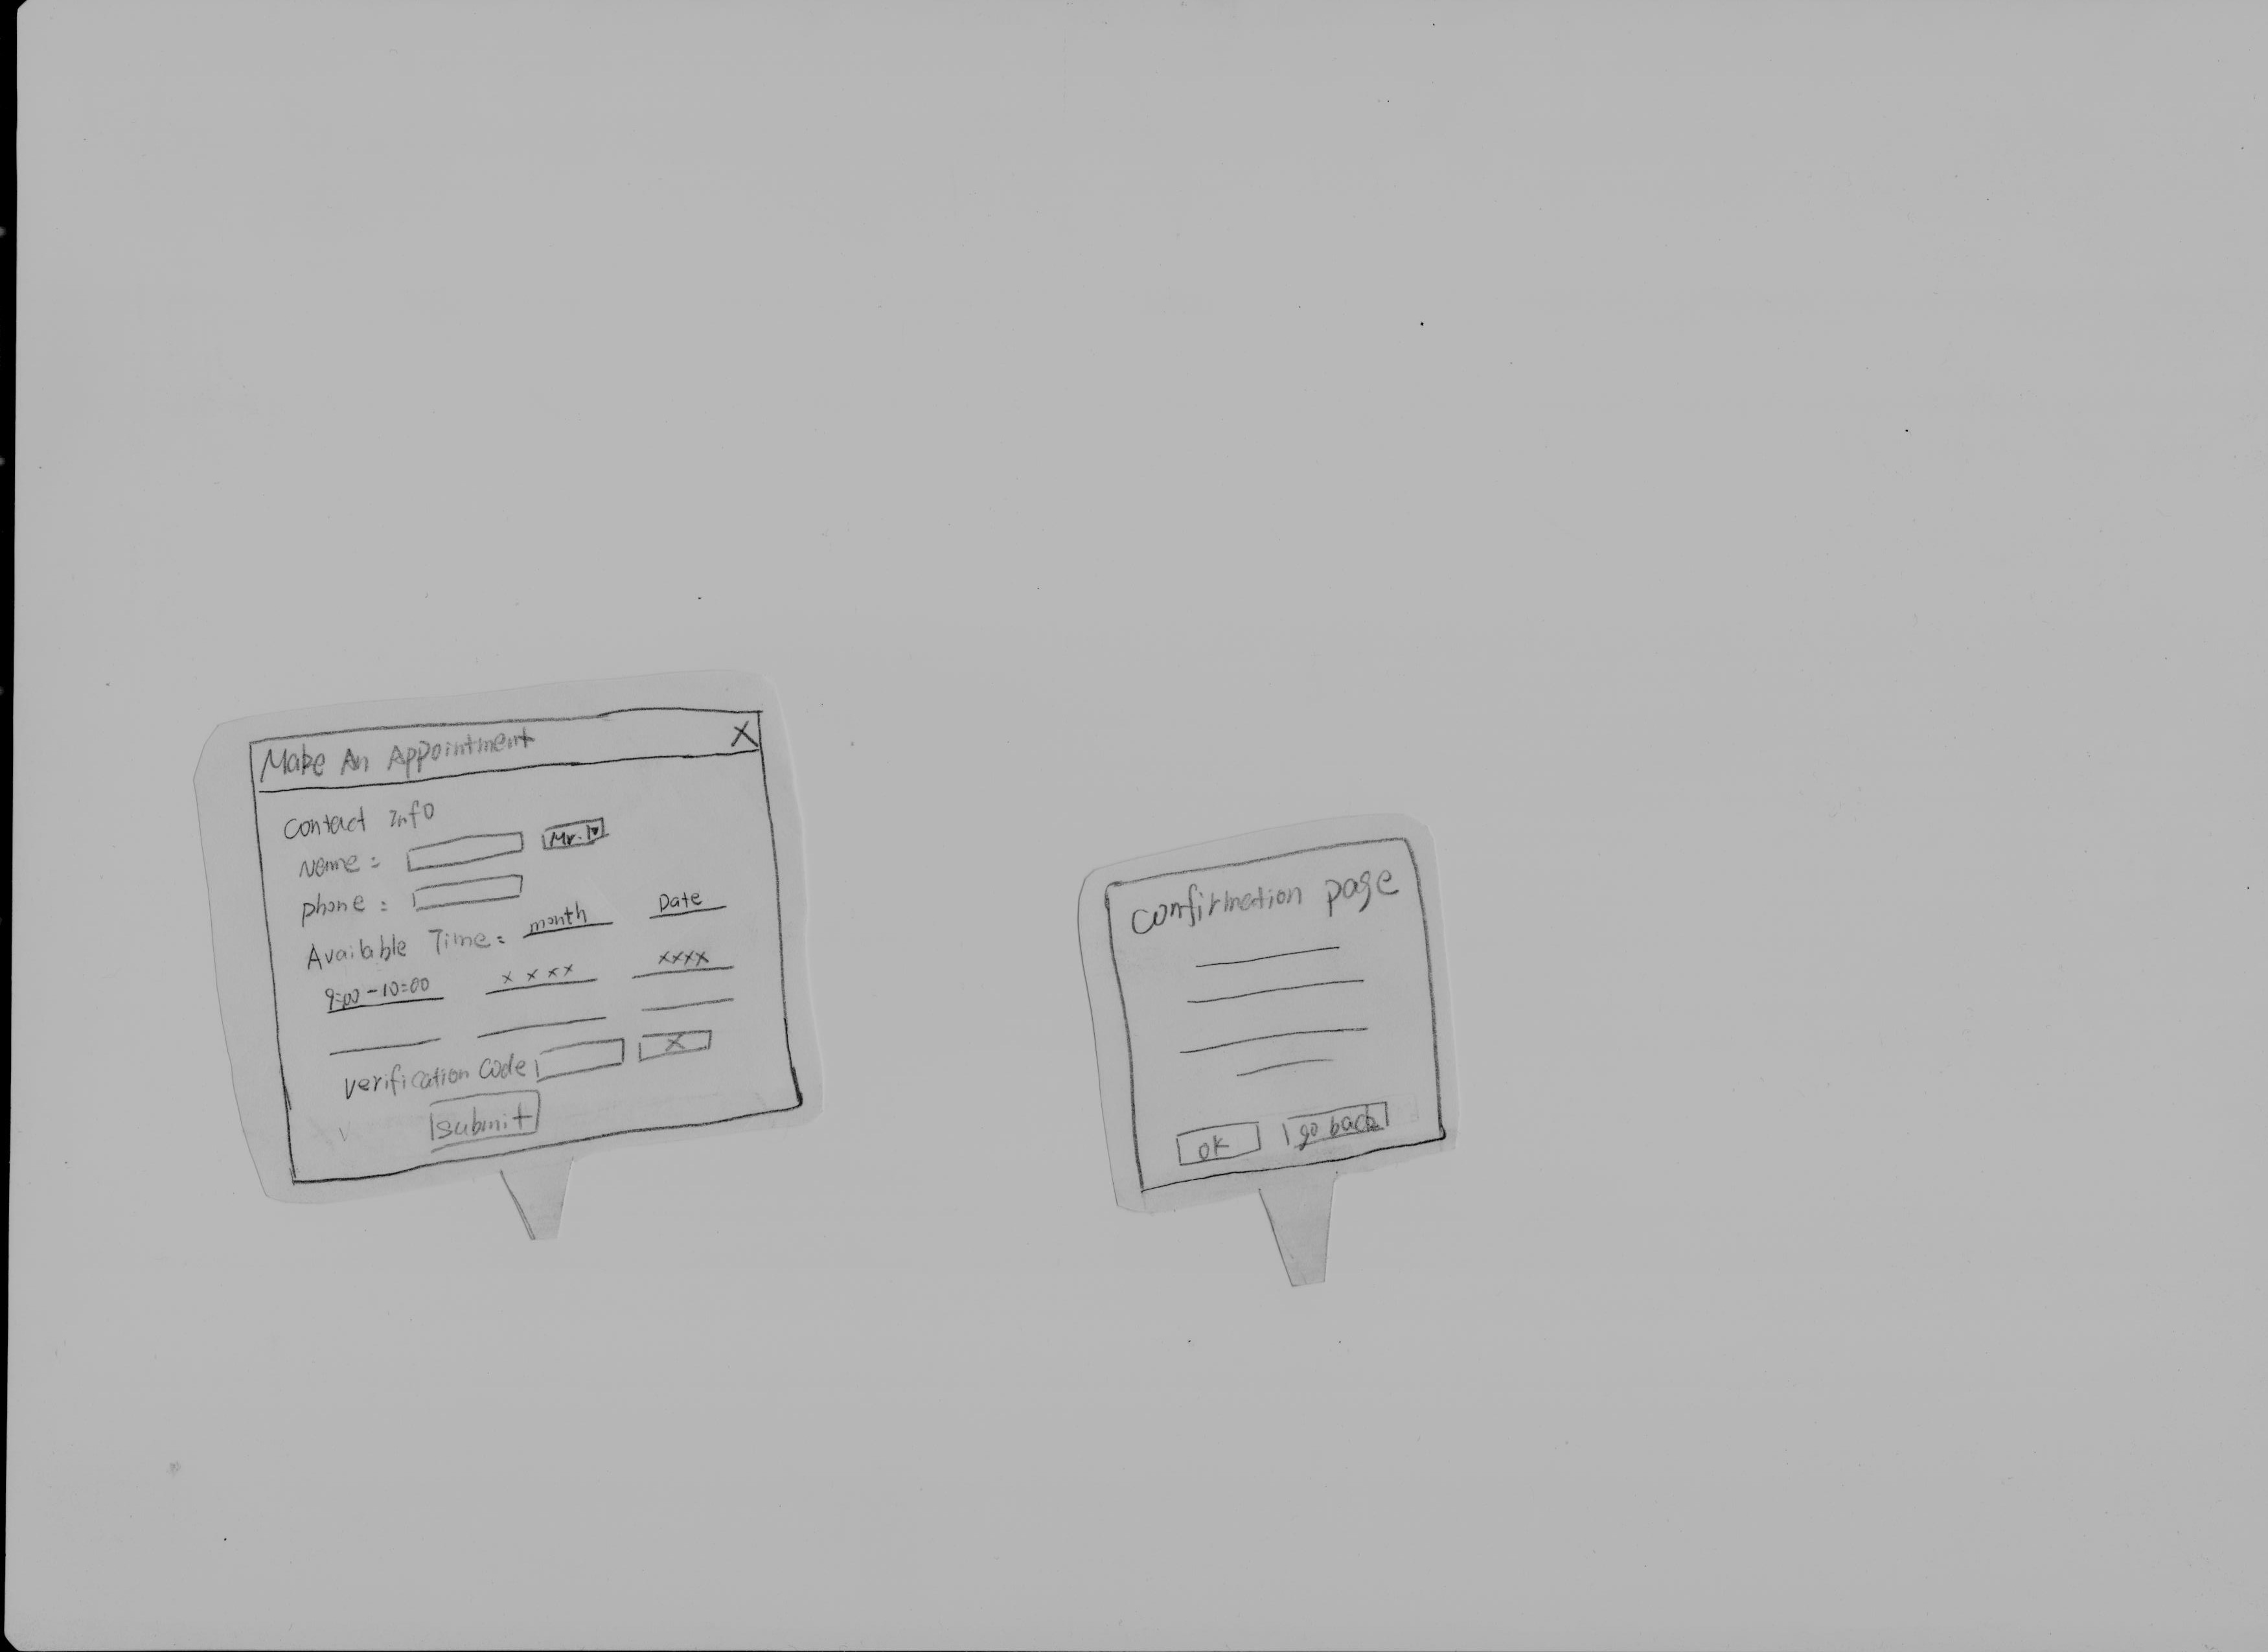 Make An Appointment X
Contact Info
Name : Mr.
phone :
Available Time : month Date
9:00 - 10:00 x x x x xxxx
Verification Code X
submit
Confirmation page
ok go back